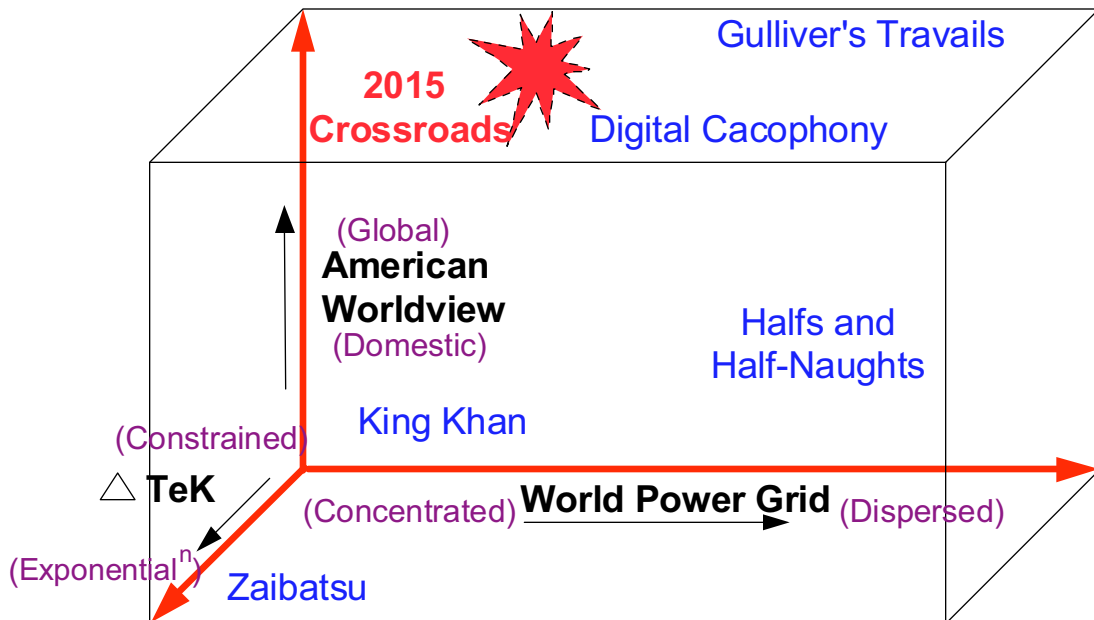 Gulliver's Travails
2015
Crossroads
Digital Cacophony
(Global)
American
Worldview
(Domestic)
Halfs and
Half-Naughts
King Khan
(Constrained)
△ TeK
(Exponentialⁿ)
(Concentrated) World Power Grid (Dispersed)
Zaibatsu